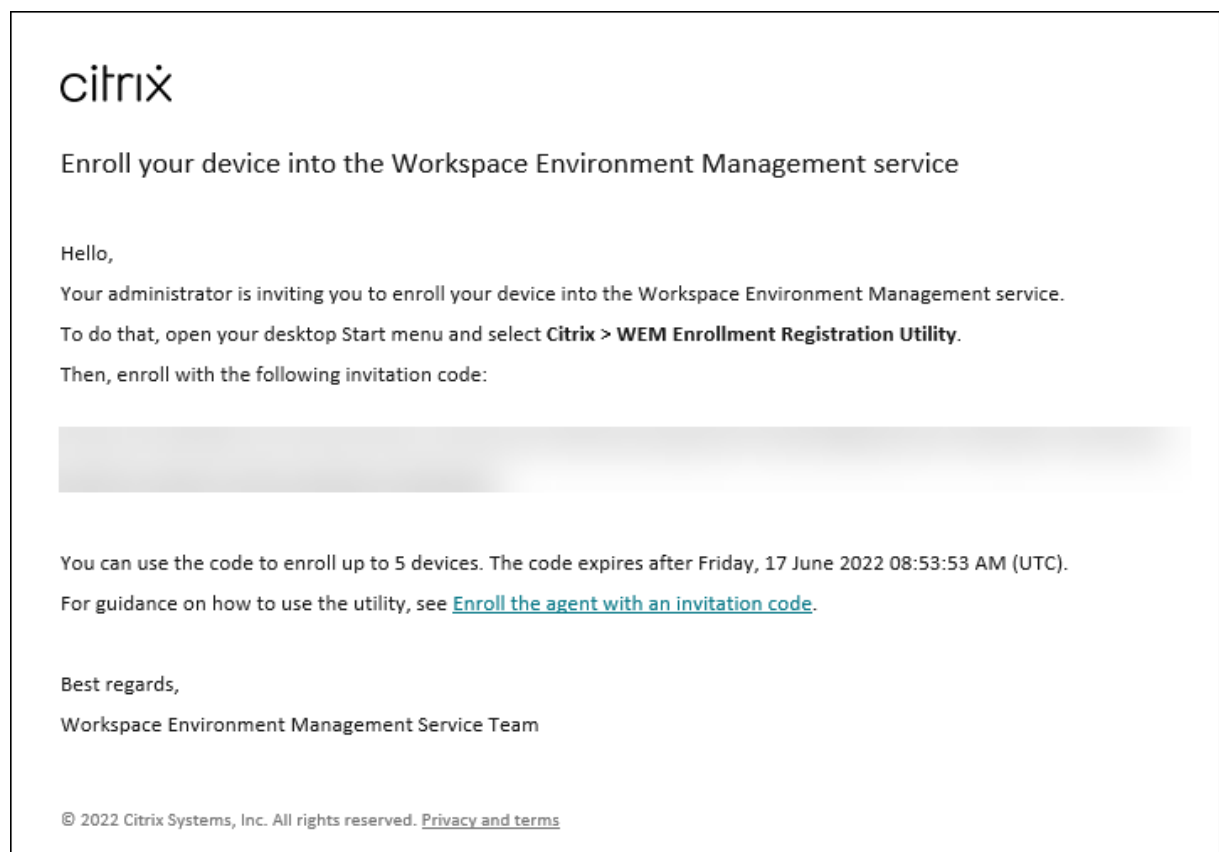 citrix
Enroll your device into the Workspace Environment Management service
Hello,
Your administrator is inviting you to enroll your device into the Workspace Environment Management service.
To do that, open your desktop Start menu and select Citrix > WEM Enrollment Registration Utility.
Then, enroll with the following invitation code:
You can use the code to enroll up to 5 devices. The code expires after Friday, 17 June 2022 08:53:53 AM (UTC).
For guidance on how to use the utility, see Enroll the agent with an invitation code.
Best regards,
Workspace Environment Management Service Team
© 2022 Citrix Systems, Inc. All rights reserved. Privacy and terms